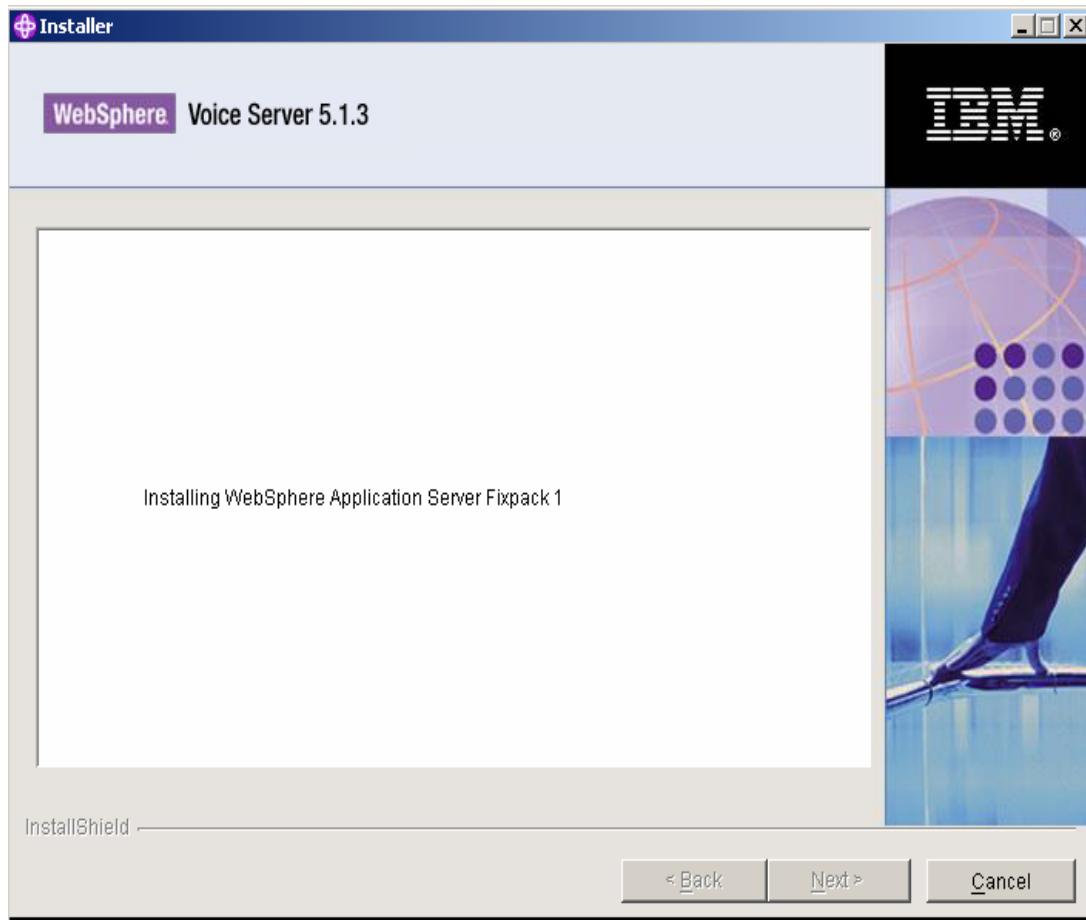 Installer
WebSphere. Voice Server 5.1.3
IBM®
Installing WebSphere Application Server Fixpack 1
InstallShield
< Back
Next >
Cancel